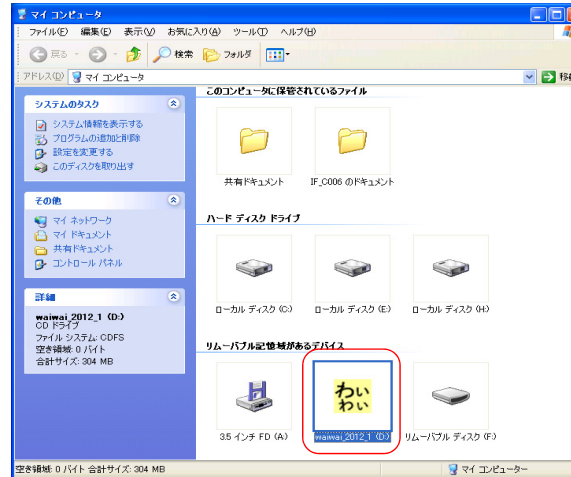 マイ コンピュータ
ファイル(F) 編集(E) 表示(V) お気に入り(A) ツール(T) ヘルプ(H)
戻る 検索 フォルダ
アドレス(D) マイ コンピュータ 移動
システムのタスク
システム情報を表示する
プログラムの追加と削除
設定を変更する
このディスクを取り出す
その他
マイ ネットワーク
マイ ドキュメント
共有ドキュメント
コントロール パネル
詳細
waiwai_2012_1 (D:)
CD ドライブ
ファイル システム: CDFS
空き領域: 0 バイト
合計サイズ: 304 MB
このコンピュータに保管されているファイル
共有ドキュメント IF_C006 のドキュメント
ハード ディスク ドライブ
ローカル ディスク (C:) ローカル ディスク (E:) ローカル ディスク (H:)
リムーバブル記憶域があるデバイス
わい
わい
3.5 インチ FD (A:) waiwai_2012_1 (D:) リムーバブル ディスク (F:)
空き領域: 0 バイト 合計サイズ: 304 MB マイ コンピューター